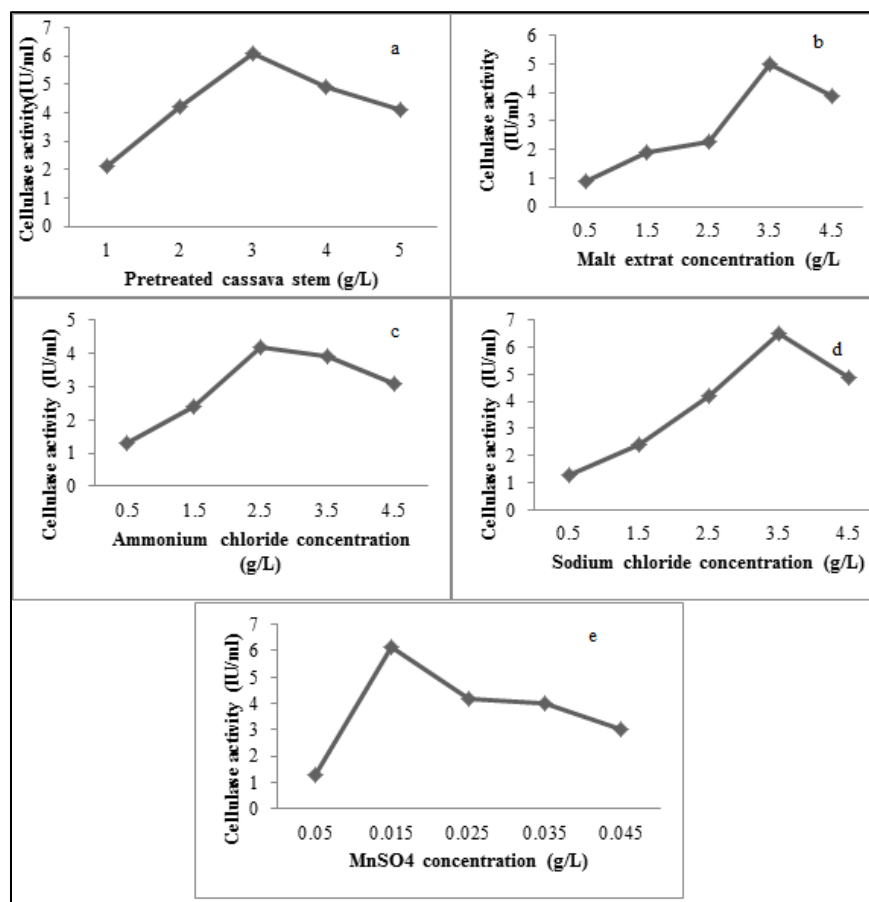 a
Cellulase activity(IU/ml)
7
6
5
4
3
2
1
0
1 2 3 4 5
Pretreated cassava stem (g/L)
b
Cellulase activity
(IU/ml)
6
5
4
3
2
1
0
0.5 1.5 2.5 3.5 4.5
Malt extrat concentration (g/L
c
Cellulase activity (IU/ml)
5
4
3
2
1
0
0.5 1.5 2.5 3.5 4.5
Ammonium chloride concentration
(g/L)
d
Cellulase activity (IU/ml)
7
6
5
4
3
2
1
0
0.5 1.5 2.5 3.5 4.5
Sodium chloride concentration (g/L)
e
Cellulase activity (IU/ml)
7
6
5
4
3
2
1
0
0.05 0.015 0.025 0.035 0.045
MnSO4 concentration (g/L)